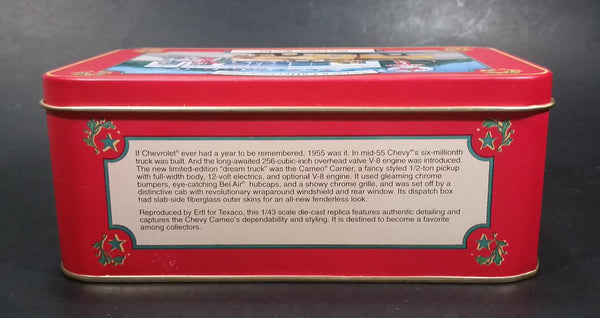 If Chevrolet® ever had a year to be remembered, 1955 was it. In mid-55 Chevy™'s six-millionth
truck was built. And the long-awaited 256-cubic-inch overhead valve V-8 engine was introduced.
The new limited-edition "dream truck" was the Cameo™ Carrier, a fancy styled 1/2-ton pickup
with full-width body, 12-volt electrics, and optional V-8 engine. It used gleaming chrome
bumpers, eye-catching Bel Air™ hubcaps, and a showy chrome grille, and was set off by a
distinctive cab with revolutionary wraparound windshield and rear window. Its dispatch box
had slab-side fiberglass outer skins for an all-new fenderless look.
Reproduced by Ertl for Texaco, this 1/43 scale die-cast replica features authentic detailing and
captures the Chevy Cameo's dependability and styling. It is destined to become a favorite
among collectors.